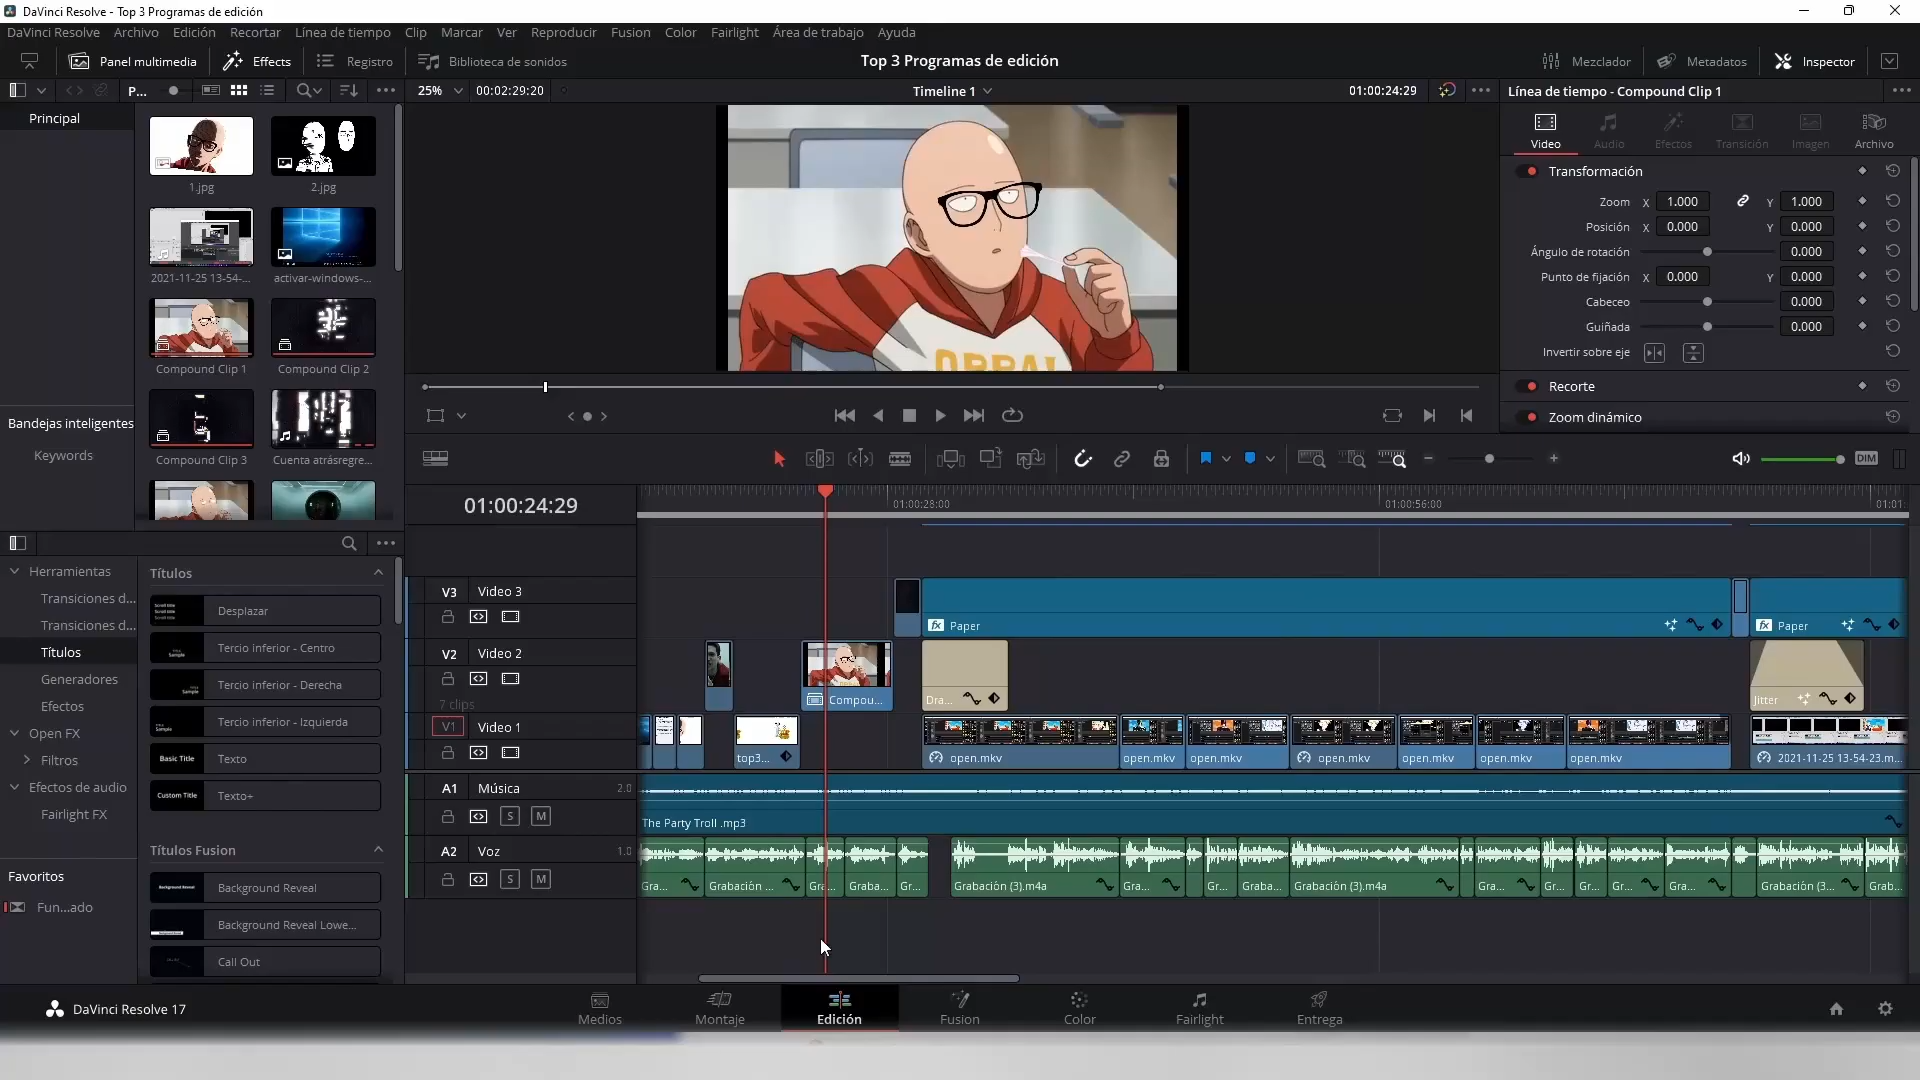 DaVinci Resolve - Top 3 Programas de edición
DaVinci Resolve Archivo Edición Recortar Línea de tiempo Clip Marcar Ver Reproducir Fusion Color Fairlight Área de trabajo Ayuda
Panel multimedia Effects Registro Biblioteca de sonidos Top 3 Programas de edición Mezclador Metadatos Inspector
P... 25% 00:02:29:20 Timeline 1 01:00:24:29 Línea de tiempo - Compound Clip 1
Principal
1.jpg 2.jpg
2021-11-25 13-54-... activar-windows-...
Compound Clip 1 Compound Clip 2
Compound Clip 3 Cuenta atrásregre...
Bandejas inteligentes
Keywords
Video Audio Efectos Transición Imagen Archivo
Transformación
Zoom X 1.000 Y 1.000
Posición X 0.000 Y 0.000
Ángulo de rotación 0.000
Punto de fijación X 0.000 Y 0.000
Cabeceo 0.000
Guiñada 0.000
Invertir sobre eje
Recorte
Zoom dinámico
DIM
01:00:24:29 01:00:28:00 01:00:56:00 01:01
Herramientas
Transiciones d...
Transiciones d...
Títulos
Generadores
Efectos
Open FX
Filtros
Efectos de audio
Fairlight FX
Favoritos
Fun...ado
Títulos
Desplazar
Tercio inferior - Centro
Tercio inferior - Derecha
Tercio inferior - Izquierda
Basic Title Texto
Custom Title Texto+
Títulos Fusion
Background Reveal
Background Reveal Lowe...
Call Out
V3 Video 3
Paper Paper
V2 Video 2
7 clips
Compou... Dra... Jitter
V1 Video 1
top3... open.mkv open.mkv open.mkv open.mkv open.mkv open.mkv open.mkv 2021-11-25 13-54-23.m...
A1 Música 2.0
S M
The Party Troll .mp3
A2 Voz 1.0
S M
Gra... Grabación ... Gra... Graba... Gr... Grabación (3).m4a Gra... Gr... Graba... Grabación (3).m4a Gra... Gr... Gr... Gr... Gra... Grabación (3... Grab...
DaVinci Resolve 17 Medios Montaje Edición Fusion Color Fairlight Entrega